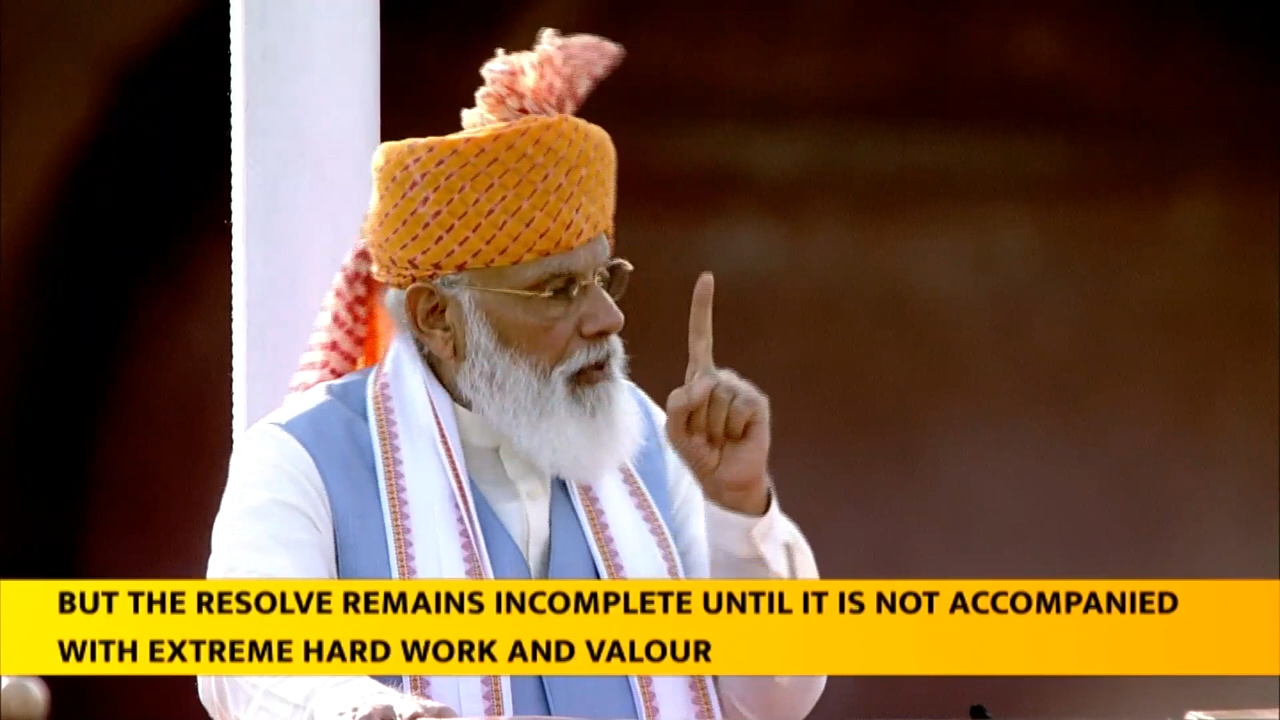 BUT THE RESOLVE REMAINS INCOMPLETE UNTIL IT IS NOT ACCOMPANIED
WITH EXTREME HARD WORK AND VALOUR